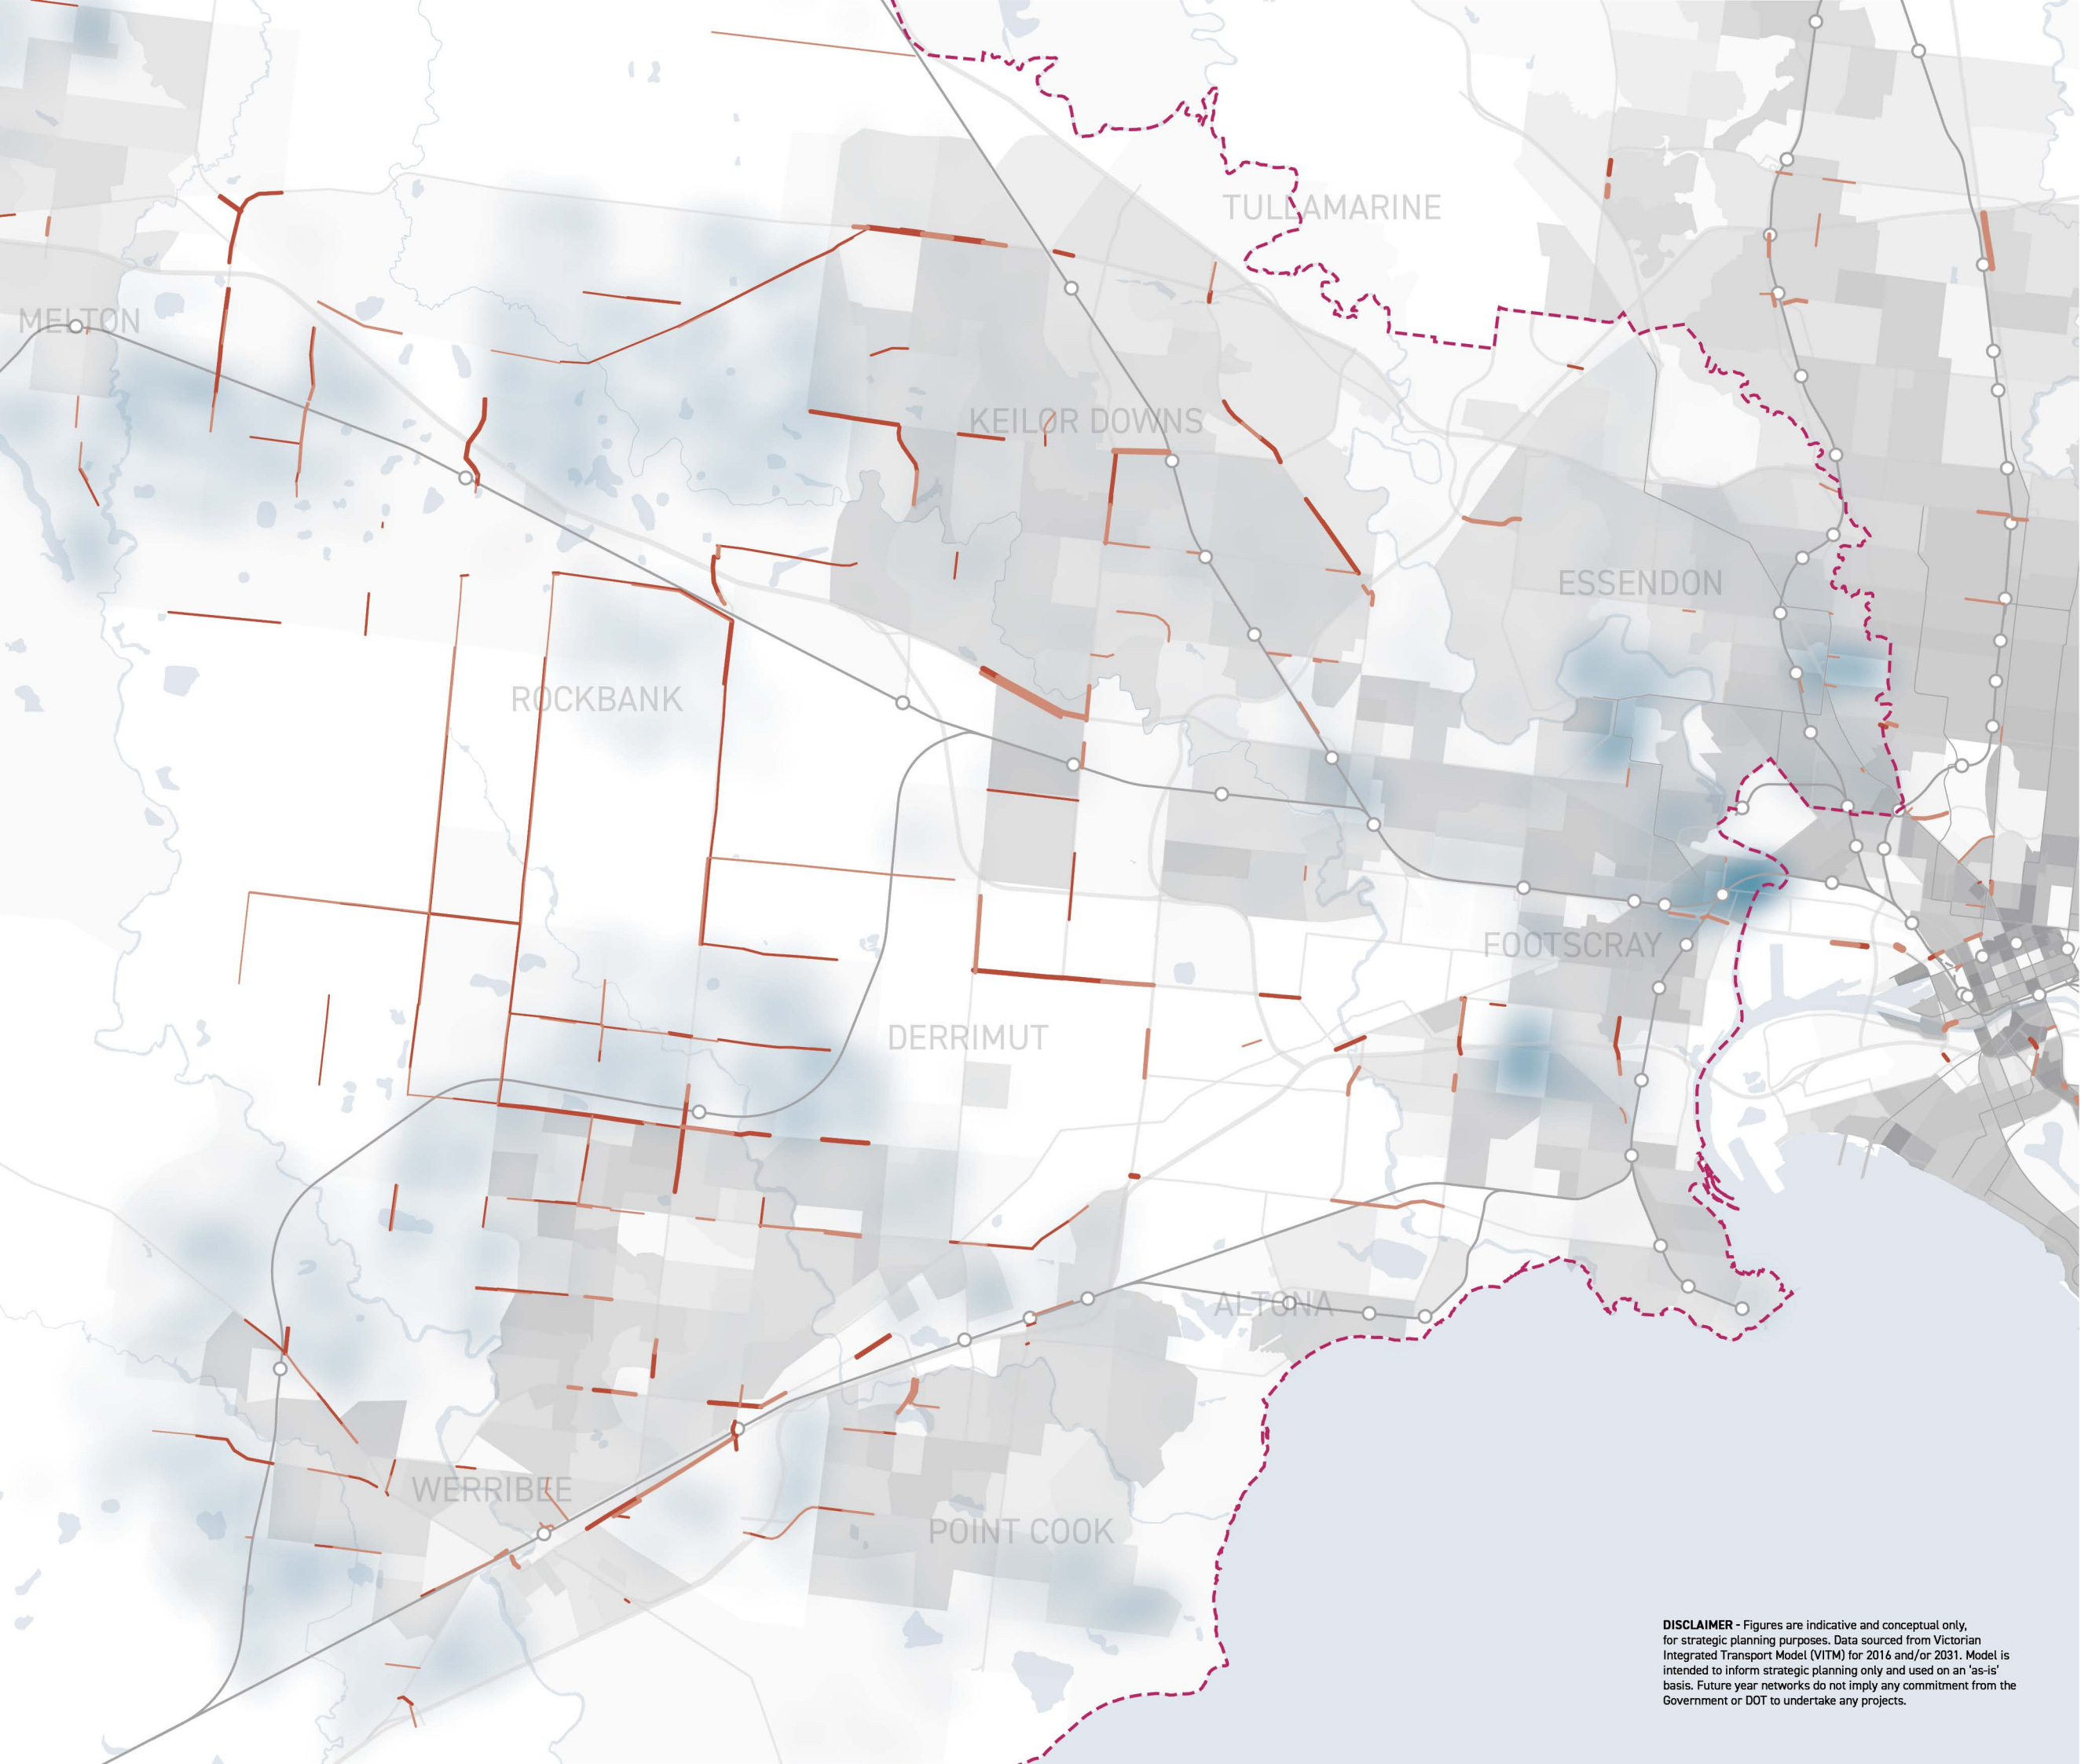 TULLAMARINE
MELTON
KEILOR DOWNS
ESSENDON
ROCKBANK
FOOTSCRAY
DERRIMUT
ALTONA
WERRIBEE
POINT COOK
DISCLAIMER - Figures are indicative and conceptual only,
for strategic planning purposes. Data sourced from Victorian
Integrated Transport Model (VITM) for 2016 and/or 2031. Model is
intended to inform strategic planning only and used on an 'as-is'
basis. Future year networks do not imply any commitment from the
Government or DOT to undertake any projects.